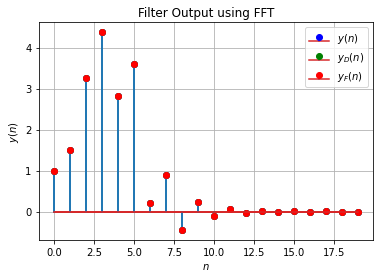 Filter Output using FFT
y(n)
y_D(n)
y_F(n)
y(n)
4
3
2
1
0
0.0 2.5 5.0 7.5 10.0 12.5 15.0 17.5
n